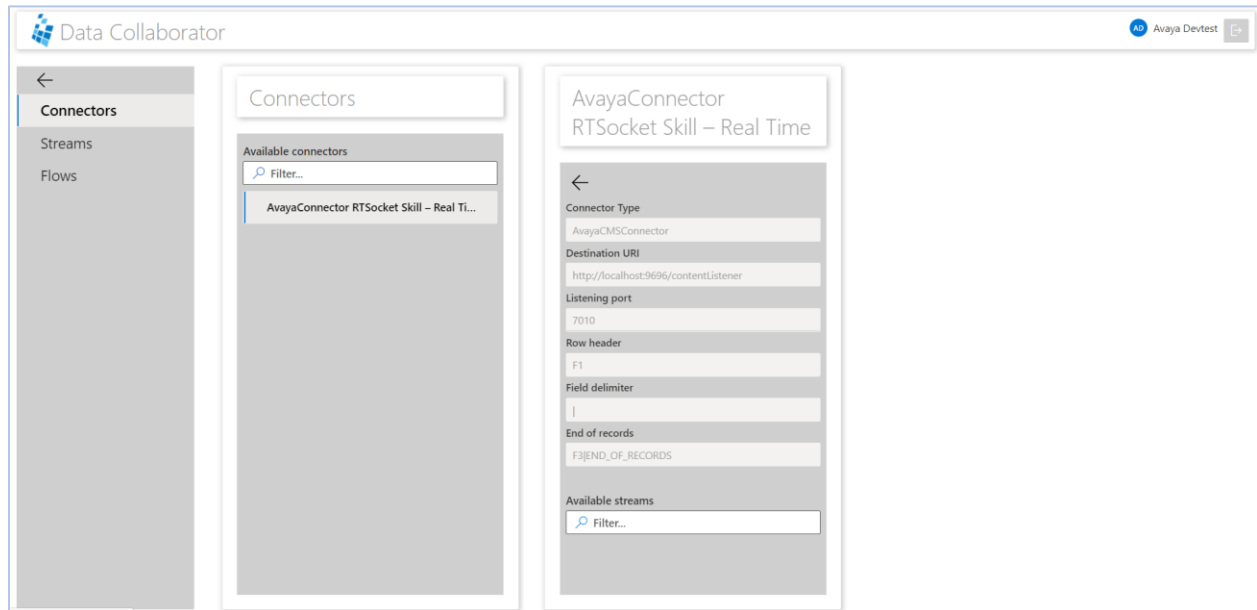 Data Collaborator
AD Avaya Devtest
Connectors
Streams
Flows
Connectors
Available connectors
Filter...
AvayaConnector RTSocket Skill – Real Ti...
AvayaConnector
RTSocket Skill – Real Time
Connector Type
AvayaCMSConnector
Destination URI
http://localhost:9696/contentListener
Listening port
7010
Row header
F1
Field delimiter
|
End of records
F3|END_OF_RECORDS
Available streams
Filter...